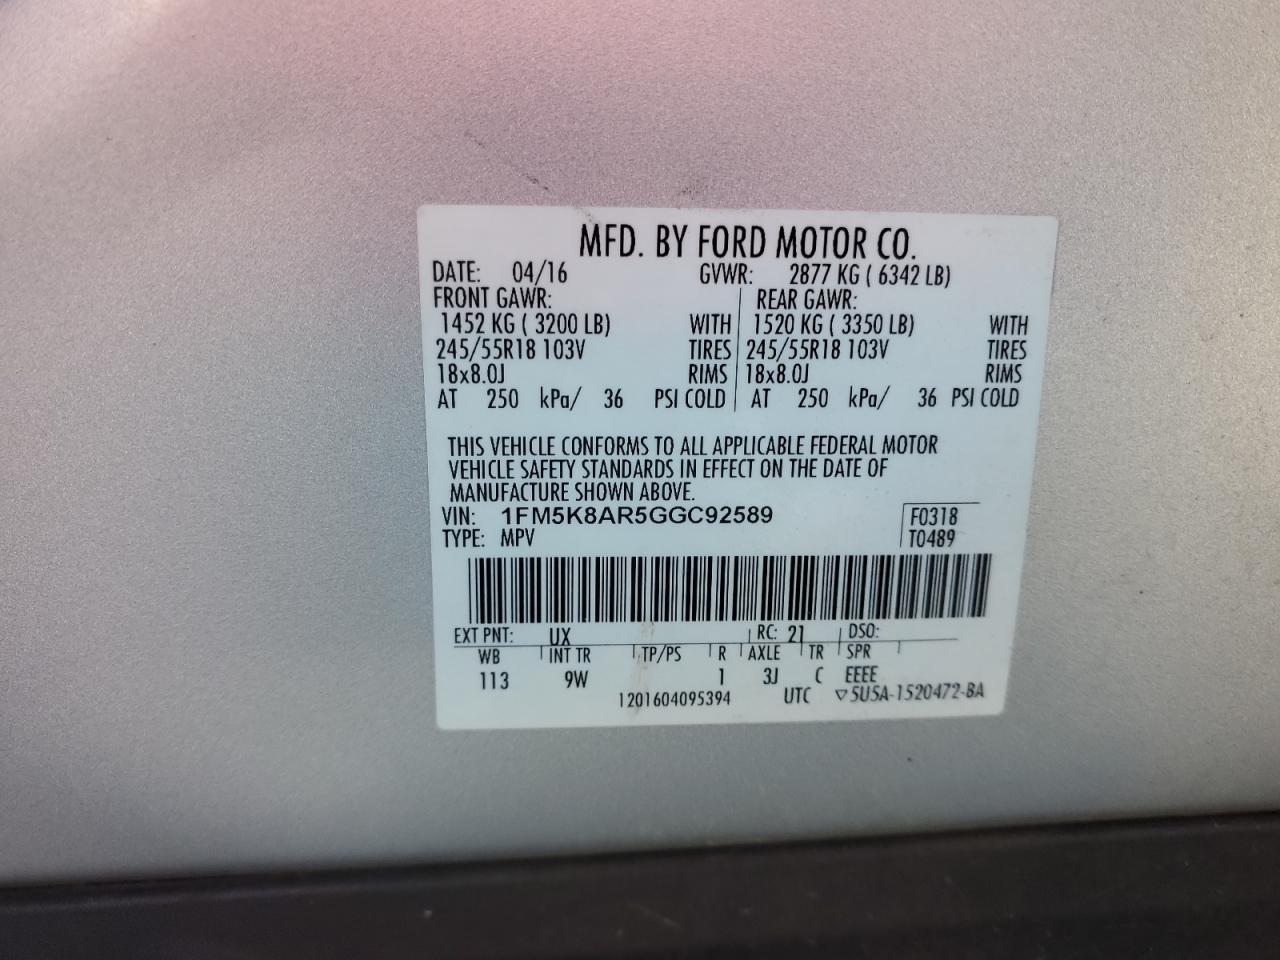 MFD. BY FORD MOTOR CO.
DATE: 04/16 GVWR: 2877 KG ( 6342 LB)
FRONT GAWR: REAR GAWR:
1452 KG ( 3200 LB) WITH 1520 KG ( 3350 LB) WITH
245/55R18 103V TIRES 245/55R18 103V TIRES
18x8.0J RIMS 18x8.0J RIMS
AT 250 kPa/ 36 PSI COLD AT 250 kPa/ 36 PSI COLD
THIS VEHICLE CONFORMS TO ALL APPLICABLE FEDERAL MOTOR
VEHICLE SAFETY STANDARDS IN EFFECT ON THE DATE OF
MANUFACTURE SHOWN ABOVE.
VIN: 1FM5K8AR5GGC92589 F0318
TYPE: MPV T0489
EXT PNT: UX RC: 21 DSO:
WB INT TR TP/PS R AXLE TR SPR
113 9W 1 3J C EEEE
1201604095394 UTC ▽5U5A-1520472-BA